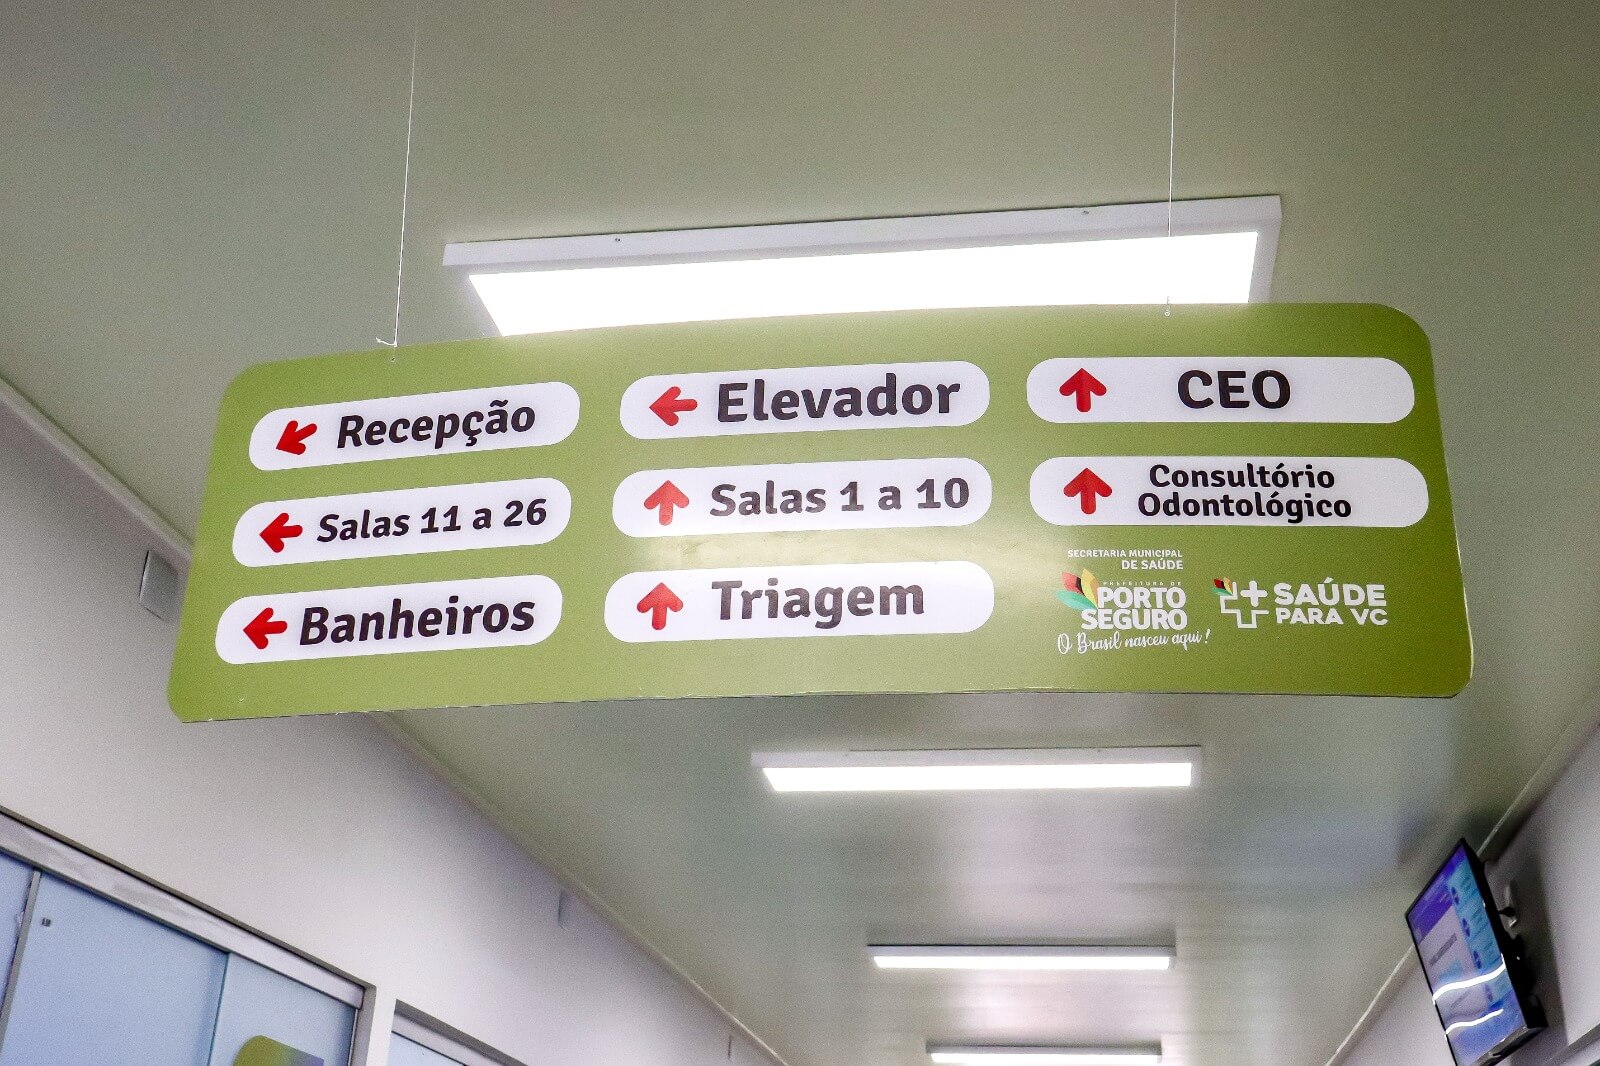 Recepção
Salas 11 a 26
Banheiros
Elevador
Salas 1 a 10
Triagem
CEO
Consultório
Odontológico
SECRETARIA MUNICIPAL
DE SAÚDE
PREFEITURA DE
PORTO
SEGURO
O Brasil nasceu aqui!
SAÚDE
PARA VC